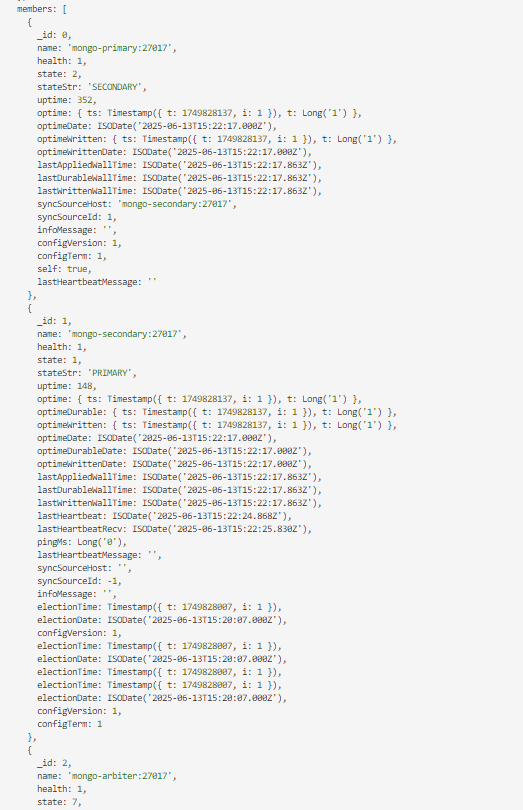 members: [
{
_id: 0,
name: 'mongo-primary:27017',
health: 1,
state: 2,
stateStr: 'SECONDARY',
uptime: 352,
optime: { ts: Timestamp({ t: 1749828137, i: 1 }), t: Long('1') },
optimeDate: ISODate('2025-06-13T15:22:17.000Z'),
optimeWritten: { ts: Timestamp({ t: 1749828137, i: 1 }), t: Long('1') },
optimeWrittenDate: ISODate('2025-06-13T15:22:17.000Z'),
lastAppliedWallTime: ISODate('2025-06-13T15:22:17.863Z'),
lastDurableWallTime: ISODate('2025-06-13T15:22:17.863Z'),
lastWrittenWallTime: ISODate('2025-06-13T15:22:17.863Z'),
syncSourceHost: 'mongo-secondary:27017',
syncSourceId: 1,
infoMessage: '',
configVersion: 1,
configTerm: 1,
self: true,
lastHeartbeatMessage: ''
},
{
_id: 1,
name: 'mongo-secondary:27017',
health: 1,
state: 1,
stateStr: 'PRIMARY',
uptime: 148,
optime: { ts: Timestamp({ t: 1749828137, i: 1 }), t: Long('1') },
optimeDurable: { ts: Timestamp({ t: 1749828137, i: 1 }), t: Long('1') },
optimeWritten: { ts: Timestamp({ t: 1749828137, i: 1 }), t: Long('1') },
optimeDate: ISODate('2025-06-13T15:22:17.000Z'),
optimeDurableDate: ISODate('2025-06-13T15:22:17.000Z'),
optimeWrittenDate: ISODate('2025-06-13T15:22:17.000Z'),
lastAppliedWallTime: ISODate('2025-06-13T15:22:17.863Z'),
lastDurableWallTime: ISODate('2025-06-13T15:22:17.863Z'),
lastWrittenWallTime: ISODate('2025-06-13T15:22:17.863Z'),
lastHeartbeat: ISODate('2025-06-13T15:22:24.868Z'),
lastHeartbeatRecv: ISODate('2025-06-13T15:22:25.830Z'),
pingMs: Long('0'),
lastHeartbeatMessage: '',
syncSourceHost: '',
syncSourceId: -1,
infoMessage: '',
electionTime: Timestamp({ t: 1749828007, i: 1 }),
electionDate: ISODate('2025-06-13T15:20:07.000Z'),
configVersion: 1,
electionTime: Timestamp({ t: 1749828007, i: 1 }),
electionDate: ISODate('2025-06-13T15:20:07.000Z'),
electionTime: Timestamp({ t: 1749828007, i: 1 }),
electionTime: Timestamp({ t: 1749828007, i: 1 }),
electionDate: ISODate('2025-06-13T15:20:07.000Z'),
configVersion: 1,
configTerm: 1
},
{
_id: 2,
name: 'mongo-arbiter:27017',
health: 1,
state: 7,